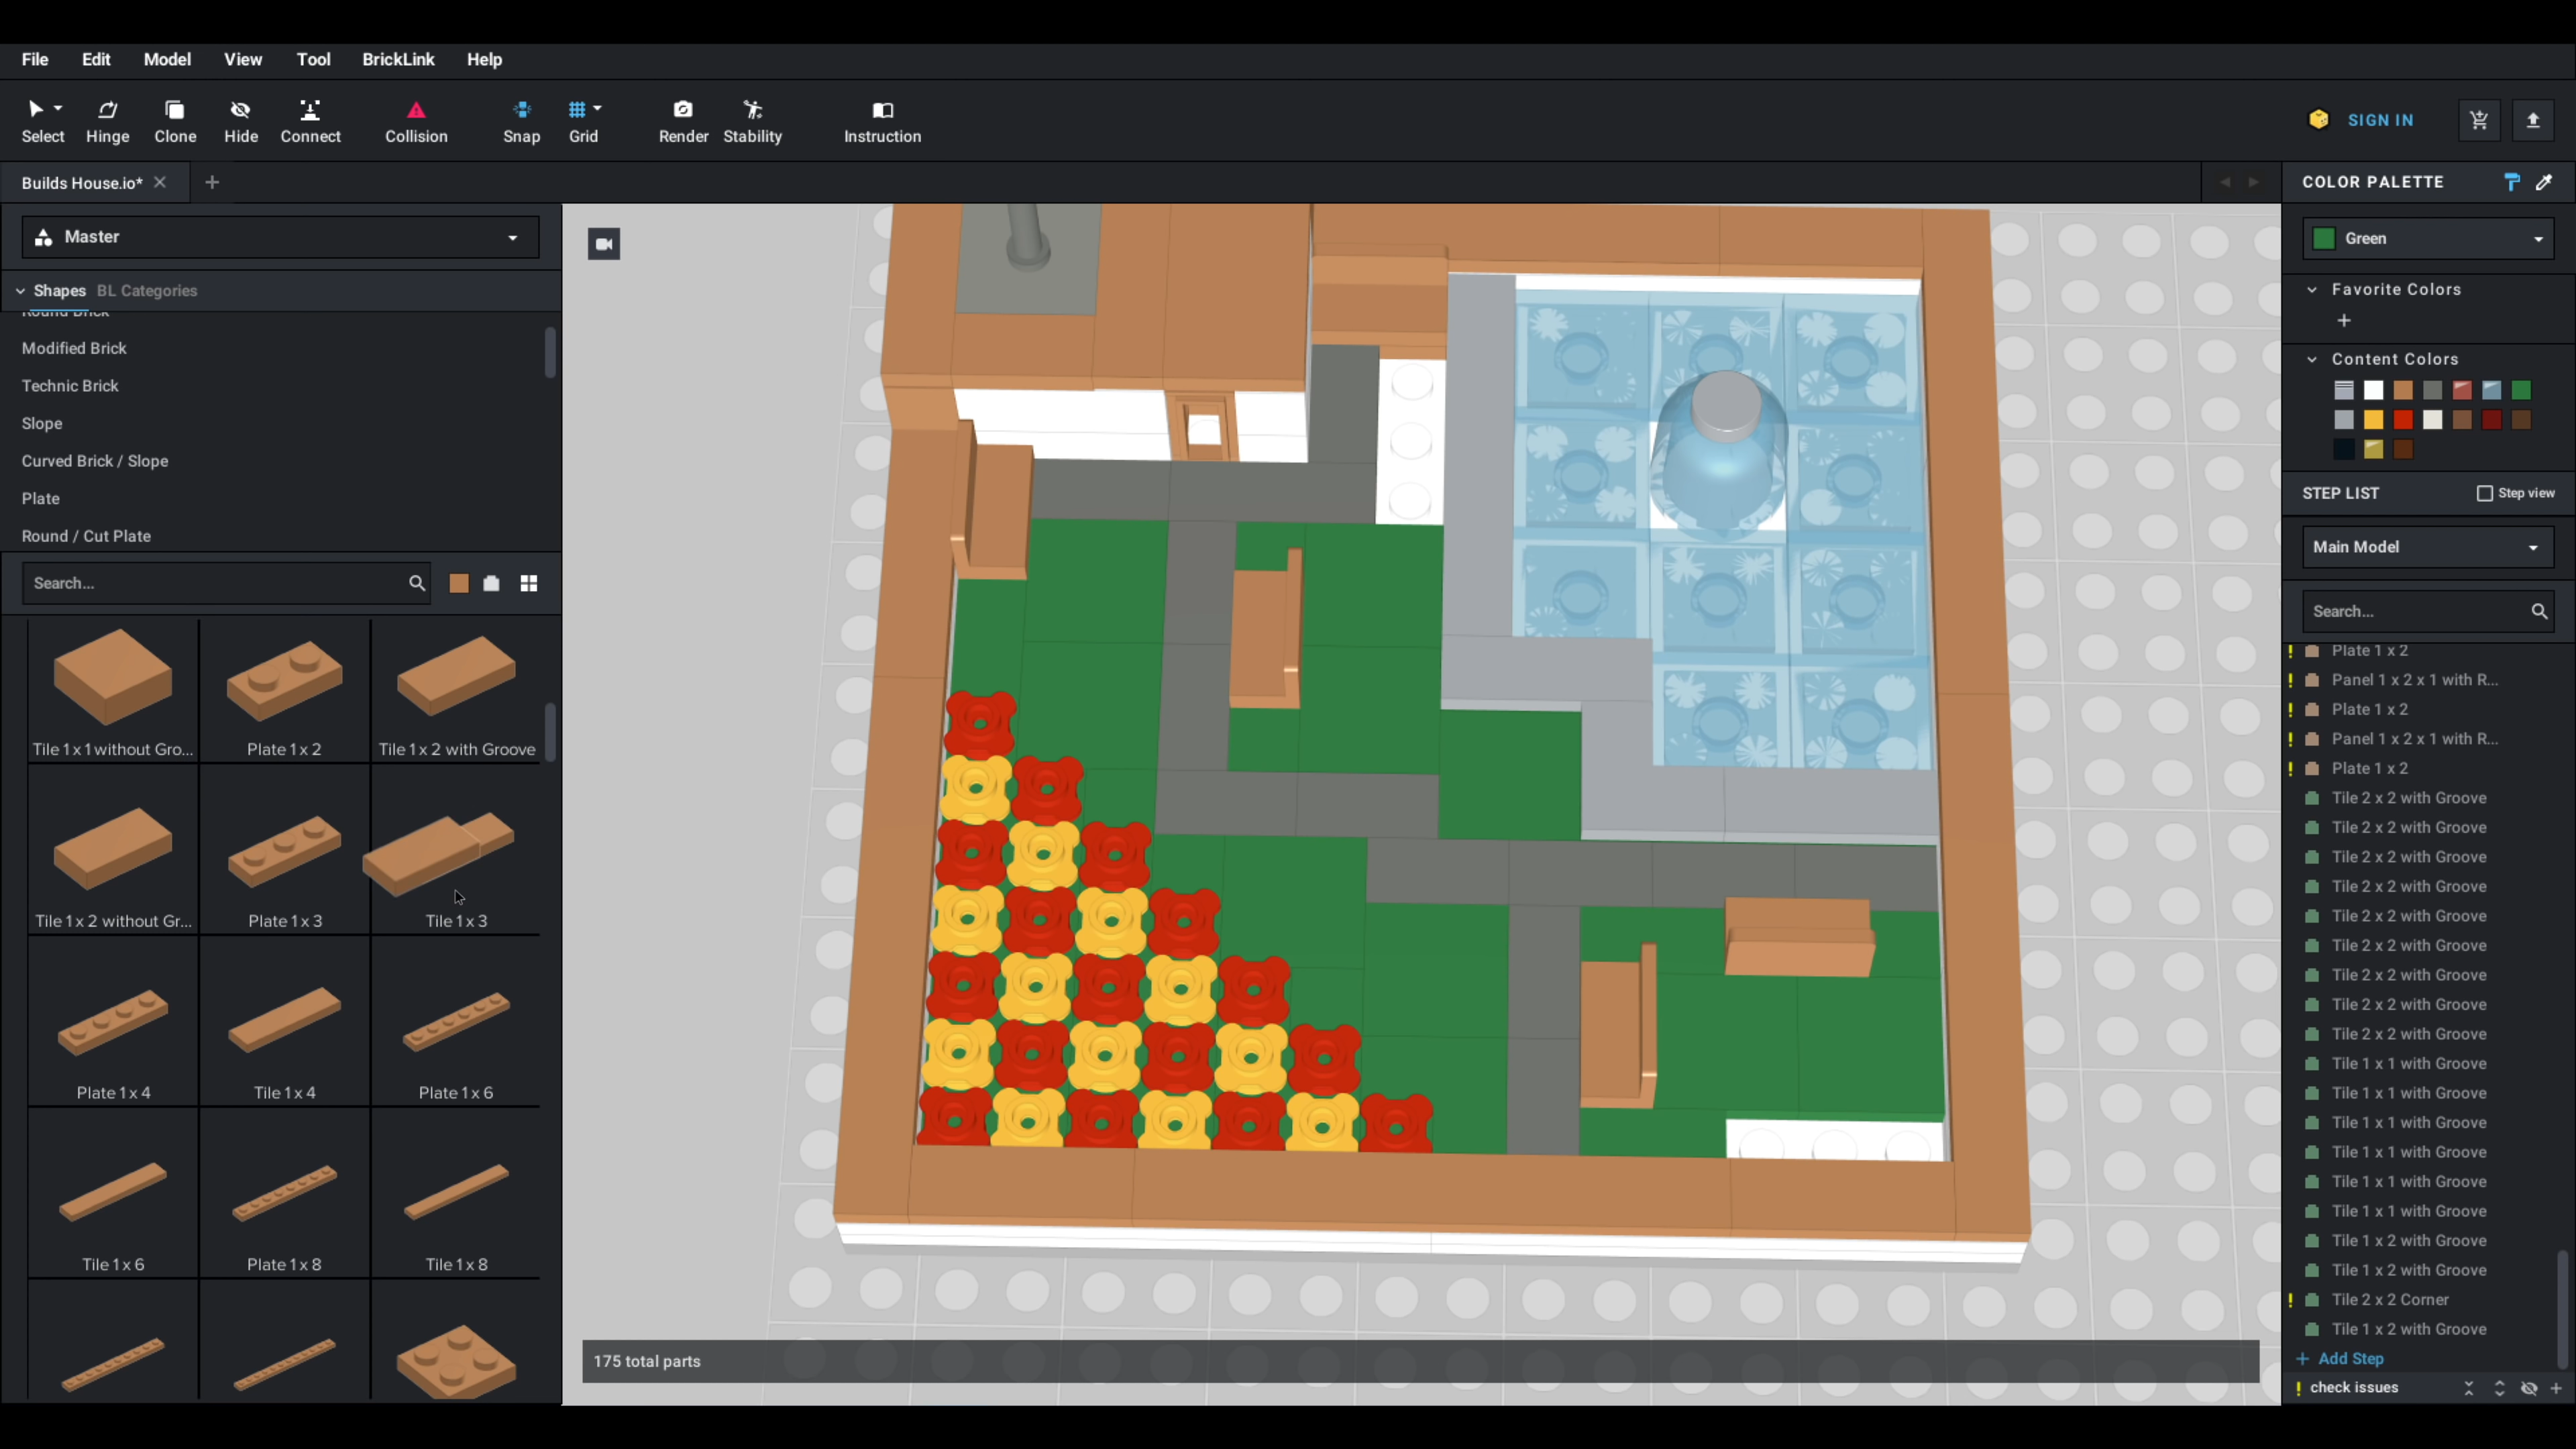 File Edit Model View Tool BrickLink Help
Select Hinge Clone Hide Connect Collision Snap Grid Render Stability Instruction
SIGN IN
Builds House.io*
Master
Shapes BL Categories
Round Brick
Modified Brick
Technic Brick
Slope
Curved Brick / Slope
Plate
Round / Cut Plate
Search...
Tile 1 x 1 without Gro... Plate 1 x 2 Tile 1 x 2 with Groove
Tile 1 x 2 without Gr... Plate 1 x 3 Tile 1 x 3
Plate 1 x 4 Tile 1 x 4 Plate 1 x 6
Tile 1 x 6 Plate 1 x 8 Tile 1 x 8
175 total parts
COLOR PALETTE
Green
Favorite Colors
Content Colors
STEP LIST Step view
Main Model
Search...
Plate 1 x 2
Panel 1 x 2 x 1 with R...
Plate 1 x 2
Panel 1 x 2 x 1 with R...
Plate 1 x 2
Tile 2 x 2 with Groove
Tile 2 x 2 with Groove
Tile 2 x 2 with Groove
Tile 2 x 2 with Groove
Tile 2 x 2 with Groove
Tile 2 x 2 with Groove
Tile 2 x 2 with Groove
Tile 2 x 2 with Groove
Tile 2 x 2 with Groove
Tile 1 x 1 with Groove
Tile 1 x 1 with Groove
Tile 1 x 1 with Groove
Tile 1 x 1 with Groove
Tile 1 x 1 with Groove
Tile 1 x 1 with Groove
Tile 1 x 2 with Groove
Tile 1 x 2 with Groove
Tile 2 x 2 Corner
Tile 1 x 2 with Groove
+ Add Step
! check issues